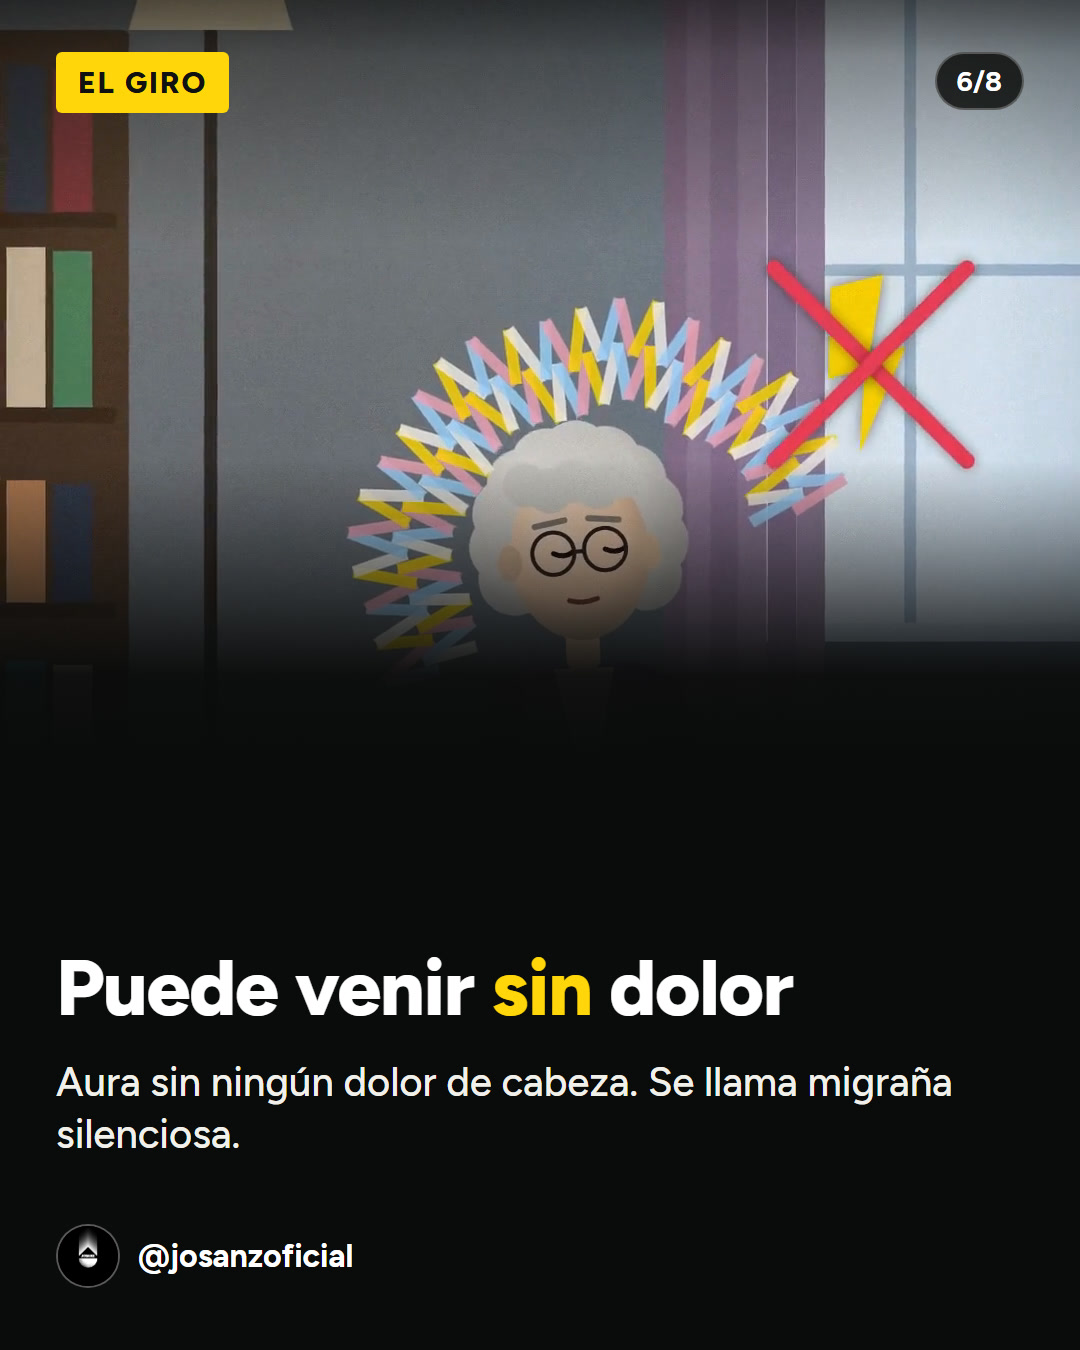 EL GIRO
6/8
Puede venir sin dolor
Aura sin ningún dolor de cabeza. Se llama migraña
silenciosa.
@josanzoficial